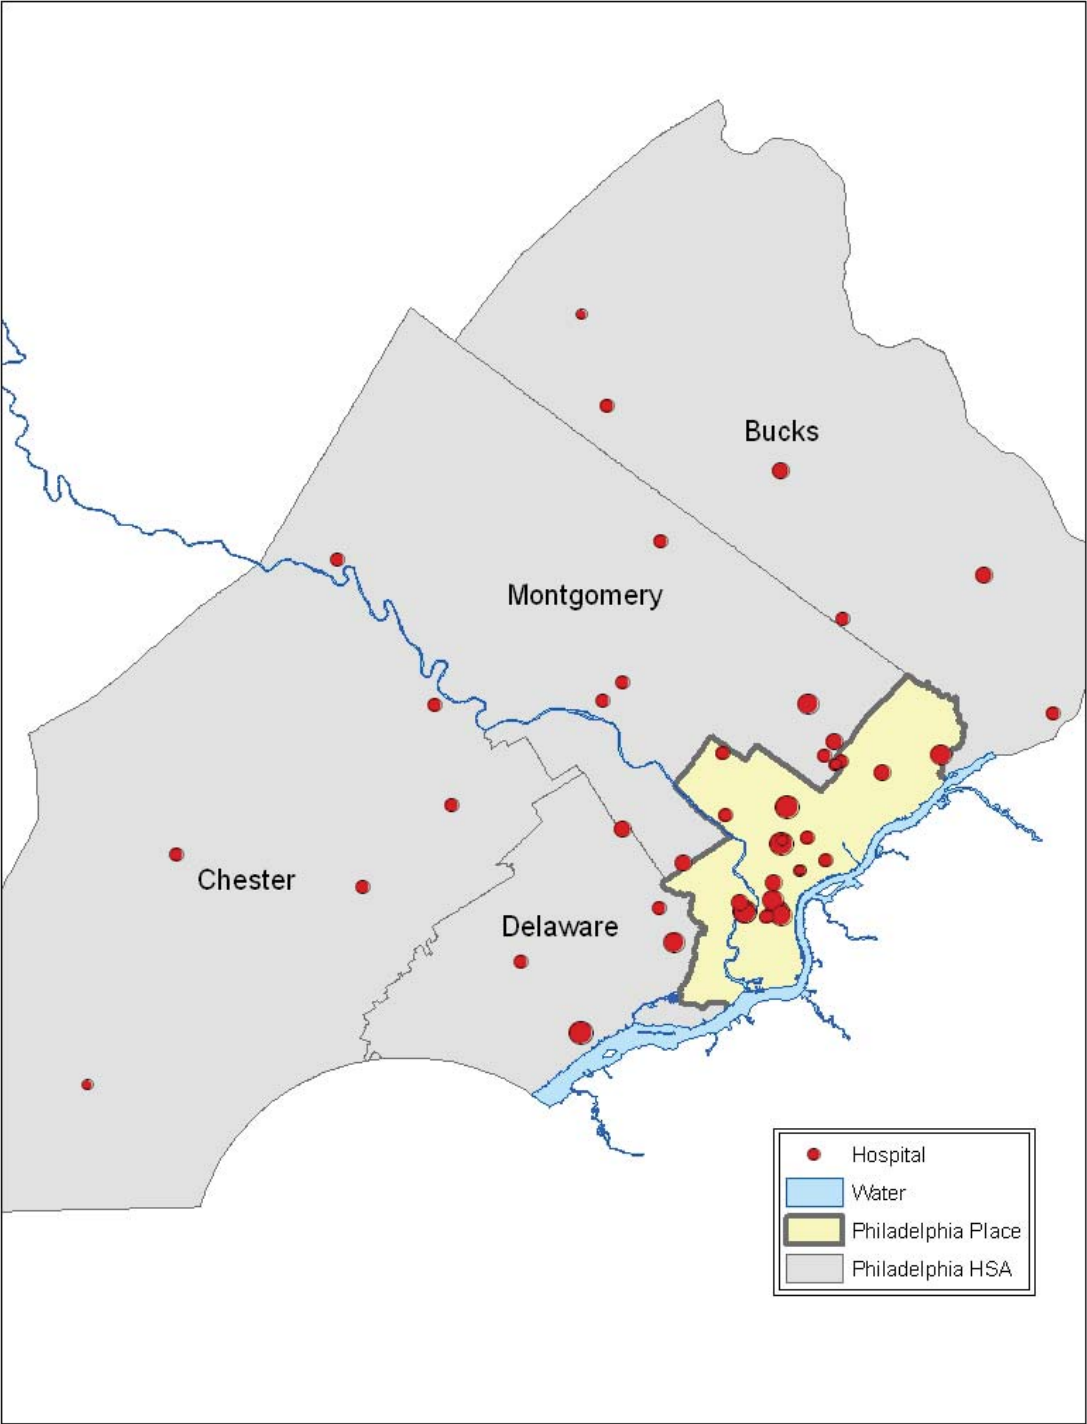 Bucks
Montgomery
Chester
Delaware
Hospital
Water
Philadelphia Place
Philadelphia HSA